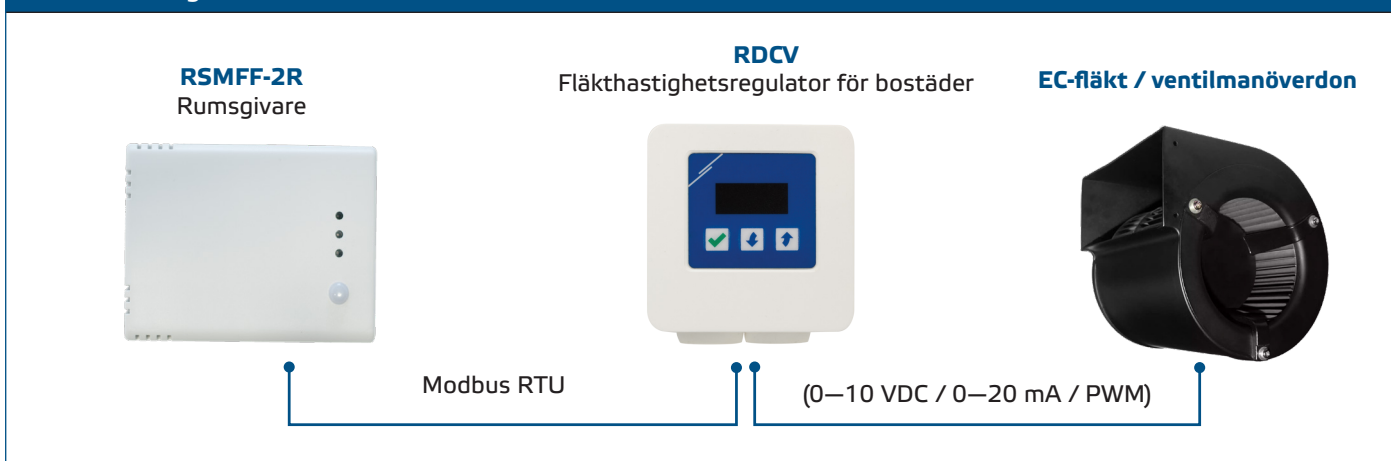 RSMFF-2R
Rumsgivare
RDCV
Fläkthastighetsregulator för bostäder
EC-fläkt / ventilmanöverdon
Modbus RTU
(0—10 VDC / 0—20 mA / PWM)